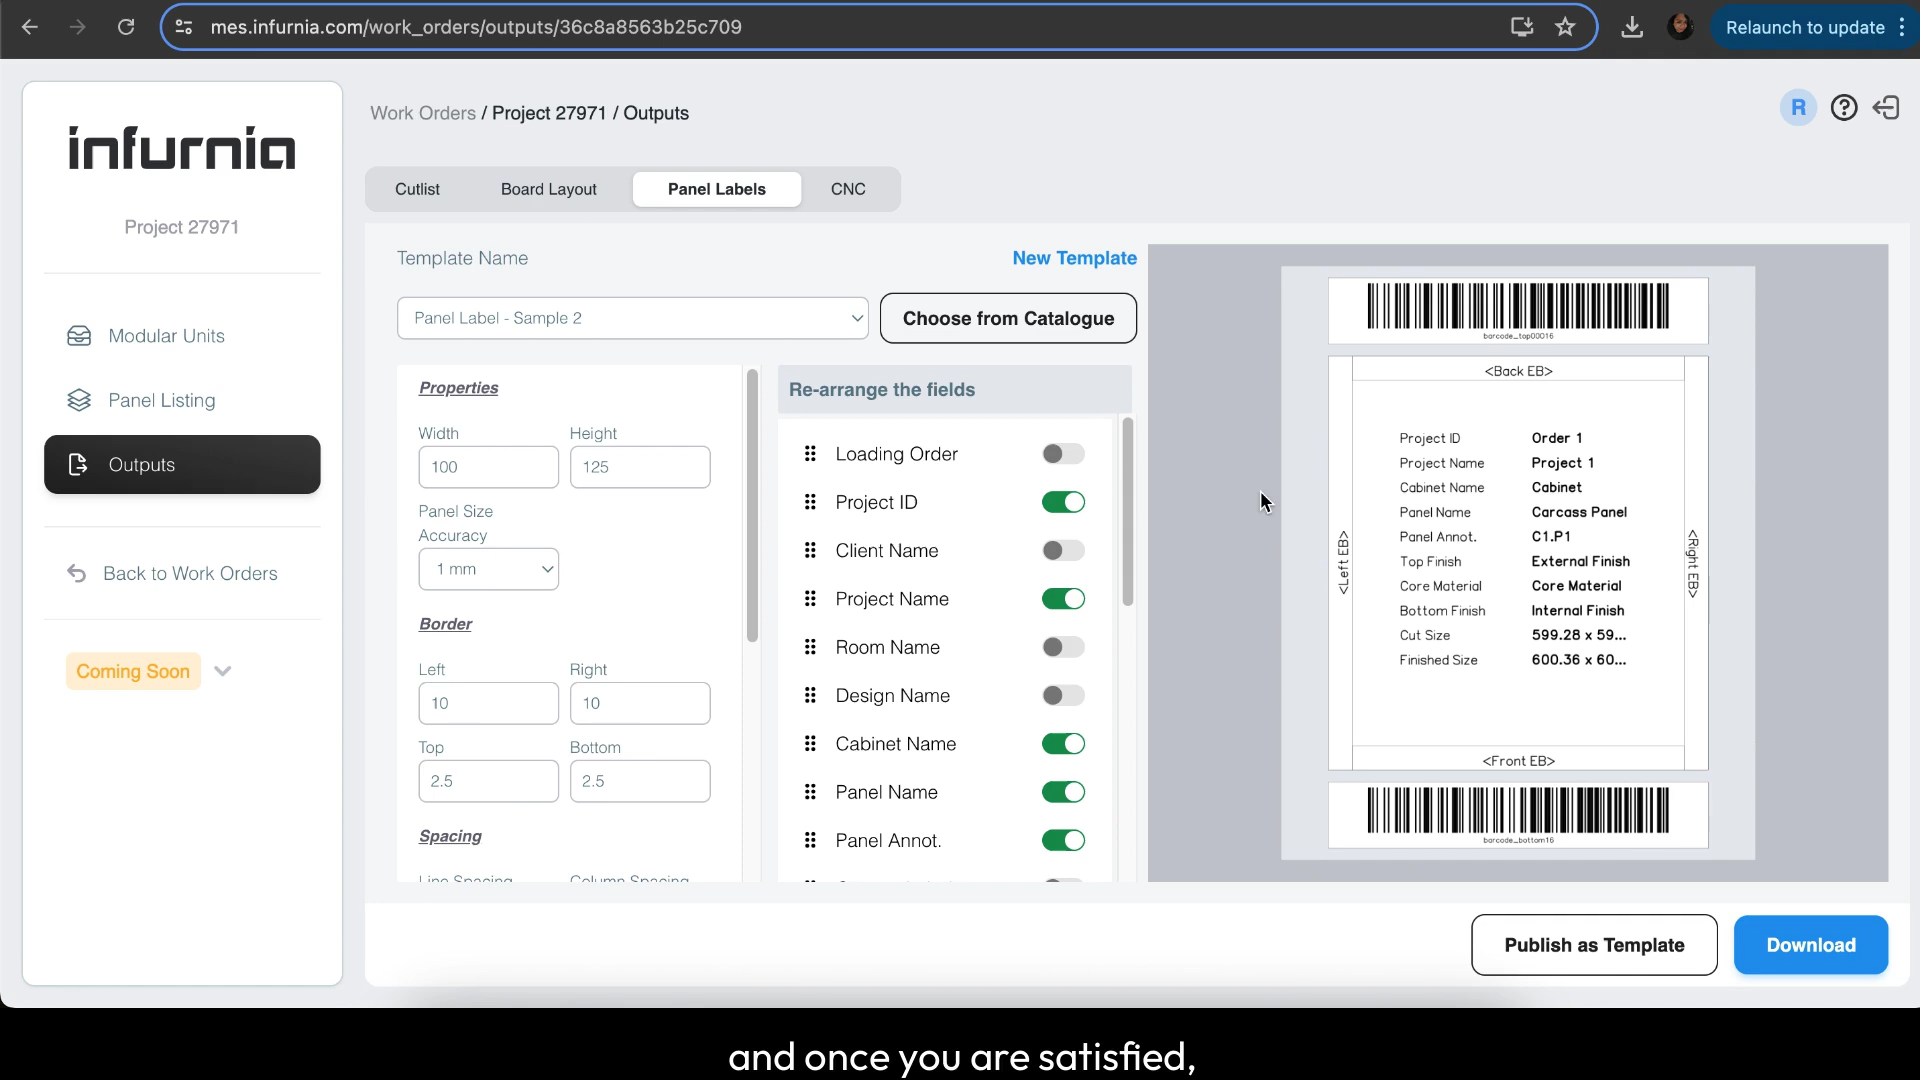 mes.infurnia.com/work_orders/outputs/36c8a8563b25c709
Relaunch to update
infurnia
Project 27971
Modular Units
Panel Listing
Outputs
Back to Work Orders
Coming Soon
Work Orders / Project 27971 / Outputs
R
Cutlist
Board Layout
Panel Labels
CNC
Template Name
New Template
Panel Label - Sample 2
Choose from Catalogue
Properties
Width
Height
100
125
Panel Size
Accuracy
1 mm
Border
Left
Right
10
10
Top
Bottom
2.5
2.5
Spacing
Line Spacing
Column Spacing
Re-arrange the fields
Loading Order
Project ID
Client Name
Project Name
Room Name
Design Name
Cabinet Name
Panel Name
Panel Annot.
barcode_top00016
<Back EB>
<Left EB>
<Right EB>
Project ID Order 1
Project Name Project 1
Cabinet Name Cabinet
Panel Name Carcass Panel
Panel Annot. C1.P1
Top Finish External Finish
Core Material Core Material
Bottom Finish Internal Finish
Cut Size 599.28 x 59...
Finished Size 600.36 x 60...
<Front EB>
barcode_bottom16
Publish as Template
Download
and once you are satisfied,